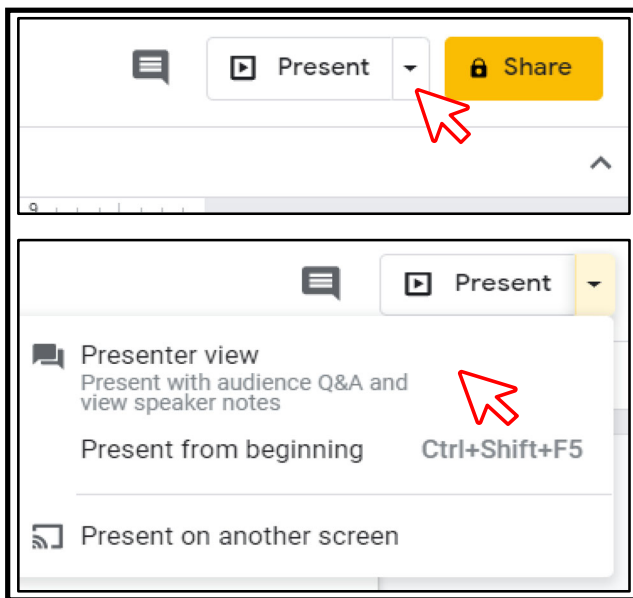 Present Share
9
Present
Presenter view
Present with audience Q&A and
view speaker notes
Present from beginning Ctrl+Shift+F5
Present on another screen